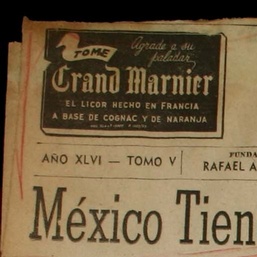 TOME
Agrade a su
paladar
Grand Marnier
EL LICOR HECHO EN FRANCIA
A BASE DE COGNAC Y DE NARANJA
AÑO XLVI — TOMO V
FUNDA
RAFAEL A
México Tien